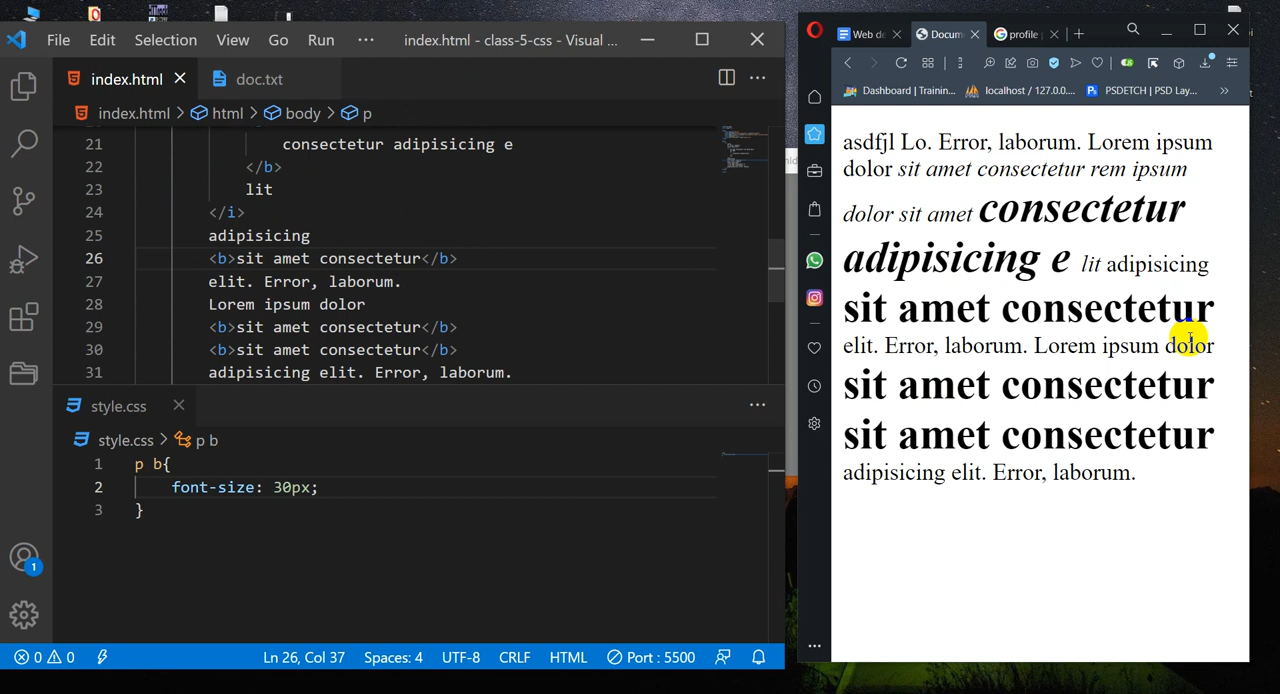 File Edit Selection View Go Run ··· index.html - class-5-css - Visual ...
index.html doc.txt
index.html > html > body > p
21 consectetur adipisicing e
22 </b>
23 lit
24 </i>
25 adipisicing
26 <b>sit amet consectetur</b>
27 elit. Error, laborum.
28 Lorem ipsum dolor
29 <b>sit amet consectetur</b>
30 <b>sit amet consectetur</b>
31 adipisicing elit. Error, laborum.
style.css
style.css > p b
1 p b{
2 font-size: 30px;
3 }
1
0 0 Ln 26, Col 37 Spaces: 4 UTF-8 CRLF HTML Port : 5500
Web de Docum profile
Dashboard | Trainin... localhost / 127.0.0.... PSDETCH | PSD Lay... »
asdfjl Lo. Error, laborum. Lorem ipsum
dolor sit amet consectetur rem ipsum
dolor sit amet consectetur
adipisicing e lit adipisicing
sit amet consectetur
elit. Error, laborum. Lorem ipsum dolor
sit amet consectetur
sit amet consectetur
adipisicing elit. Error, laborum.